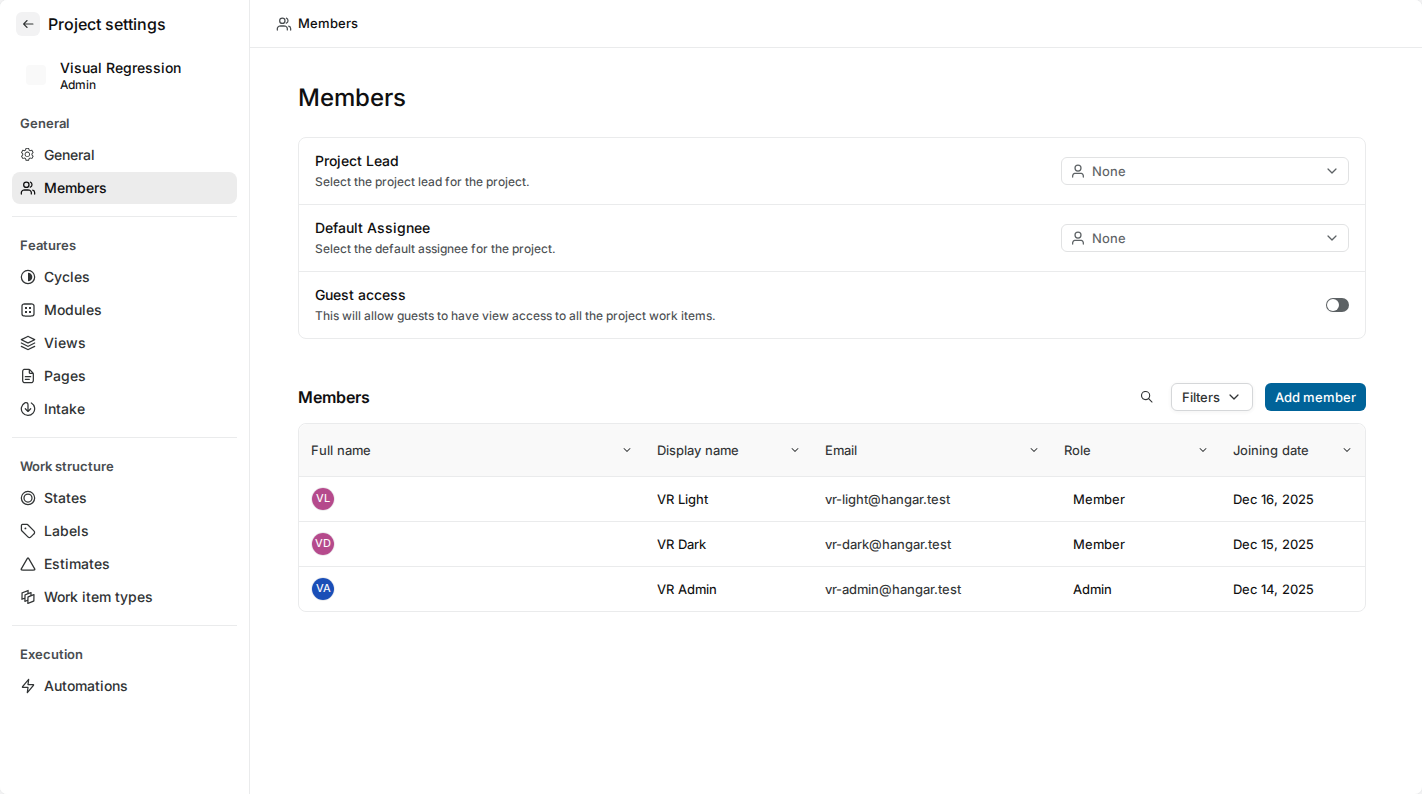 Project settings
Visual Regression
Admin
General
General
Members
Features
Cycles
Modules
Views
Pages
Intake
Work structure
States
Labels
Estimates
Work item types
Execution
Automations
Members
Members
Project Lead
Select the project lead for the project.
None
Default Assignee
Select the default assignee for the project.
None
Guest access
This will allow guests to have view access to all the project work items.
Members
Filters
Add member
Full name Display name Email Role Joining date
VL VR Light vr-light@hangar.test Member Dec 16, 2025
VD VR Dark vr-dark@hangar.test Member Dec 15, 2025
VA VR Admin vr-admin@hangar.test Admin Dec 14, 2025